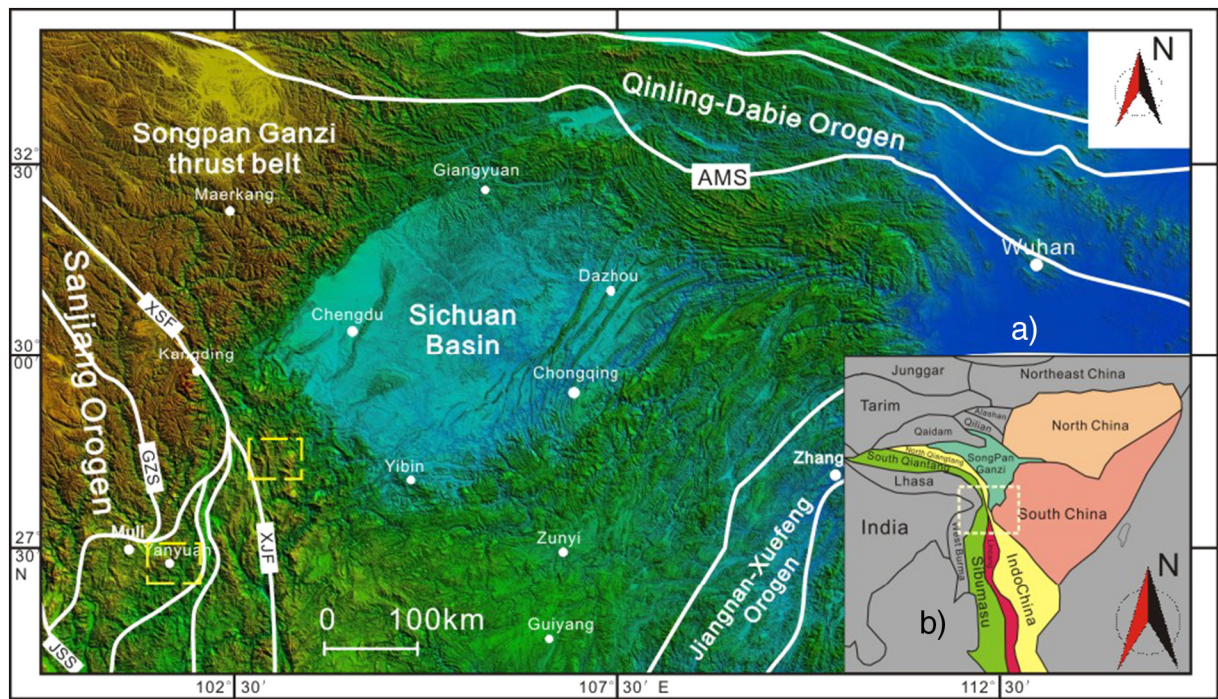 N
Qinling-Dabie Orogen
Songpan Ganzi
thrust belt
32°
30'
Giangyuan
AMS
Maerkang
Wuhan
Sanjiang Orogen
Dazhou
XSF
Chengdu
Sichuan
Basin
a)
30°
00'
Kangding
Chongqing
Junggar
Northeast China
Tarim
Alashan
Qilian
North China
Qaidam
GZS
Yibin
Zhang
North Qiangtang
SongPan
Ganzi
South Qiantang
Lhasa
South China
India
West Burma
27°
30'
N
Muli
Yanyuan
XJF
Zunyi
Jiangnan-Xuefeng
Orogen
IndoChina
Sibumasu
N
0 100km
Guiyang
b)
JSS
102°30'
107°30' E
112°30'